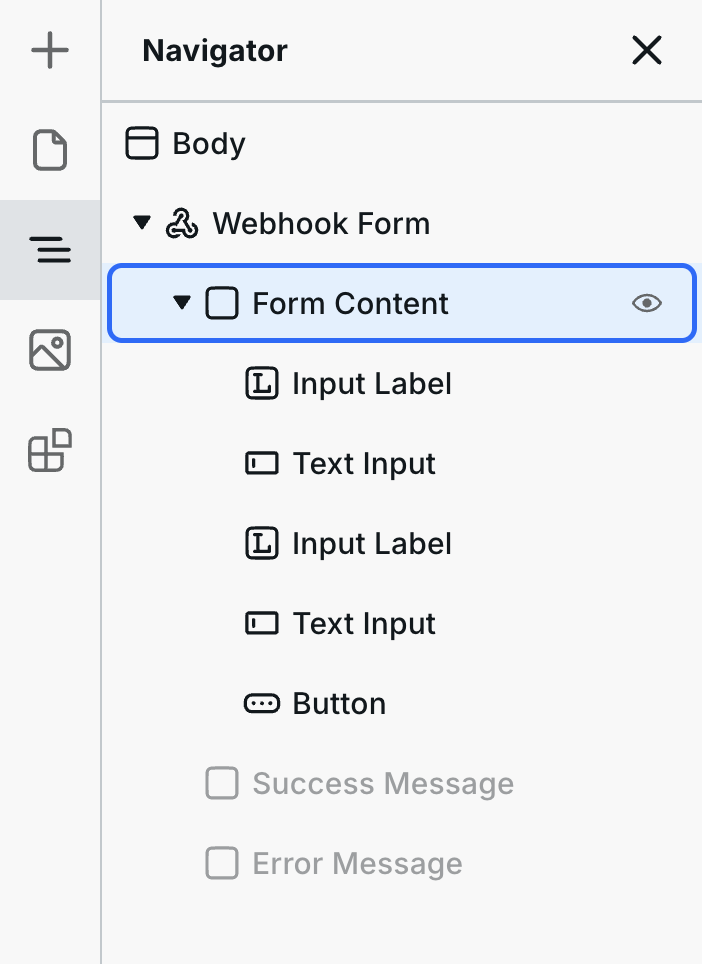 Navigator
Body
Webhook Form
Form Content
Input Label
Text Input
Input Label
Text Input
Button
Success Message
Error Message